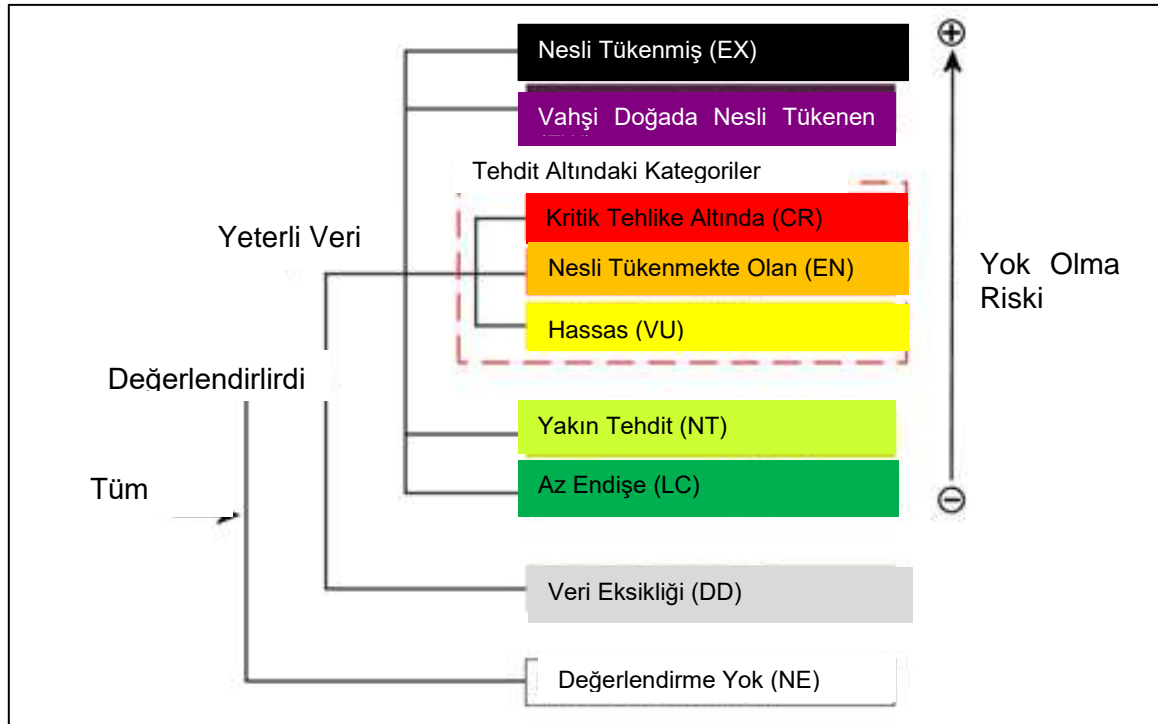 Nesli Tükenmiş (EX)
Vahşi Doğada Nesli Tükenen
Tehdit Altındaki Kategoriler
Kritik Tehlike Altında (CR)
Yeterli Veri
Nesli Tükenmekte Olan (EN)
Yok Olma
Riski
Hassas (VU)
Değerlendirlirdi
Yakın Tehdit (NT)
Az Endişe (LC)
Tüm
Veri Eksikliği (DD)
Değerlendirme Yok (NE)